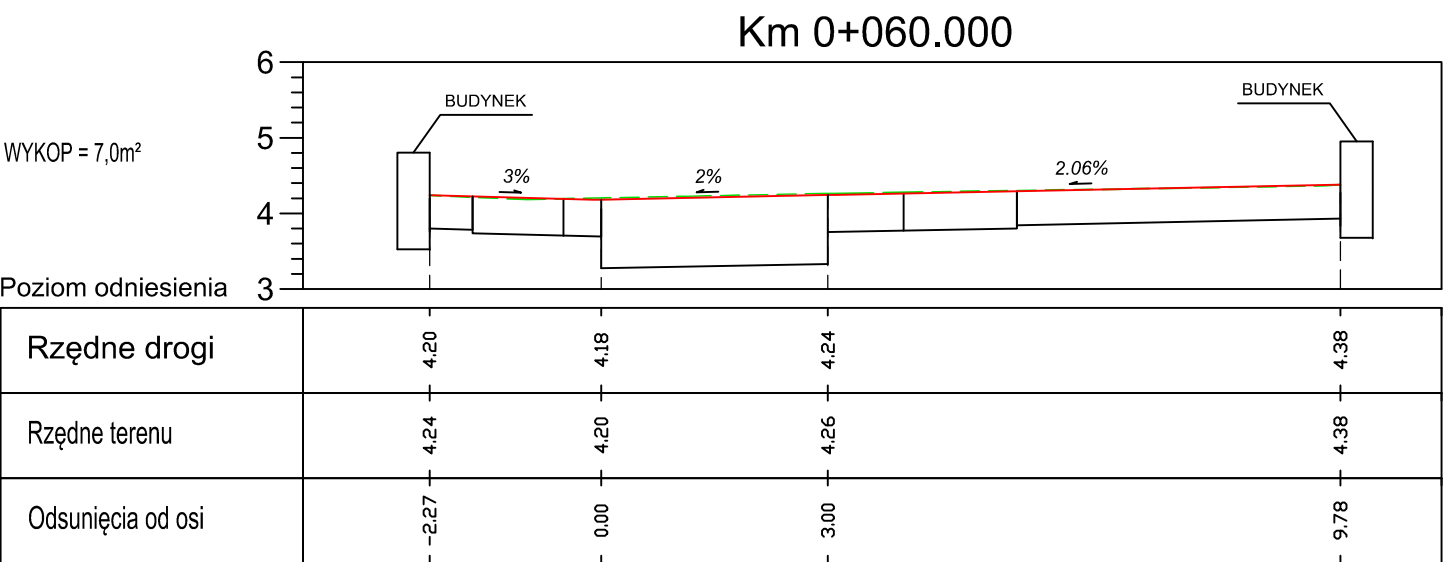 Km 0+060.000
6
BUDYNEK
BUDYNEK
5
WYKOP = 7,0m²
3%
2%
2.06%
4
Poziom odniesienia 3
Rzędne drogi 4.20 4.18 4.24 4.38
Rzędne terenu 4.24 4.20 4.26 4.38
Odsunięcia od osi -2.27 0.00 3.00 9.78